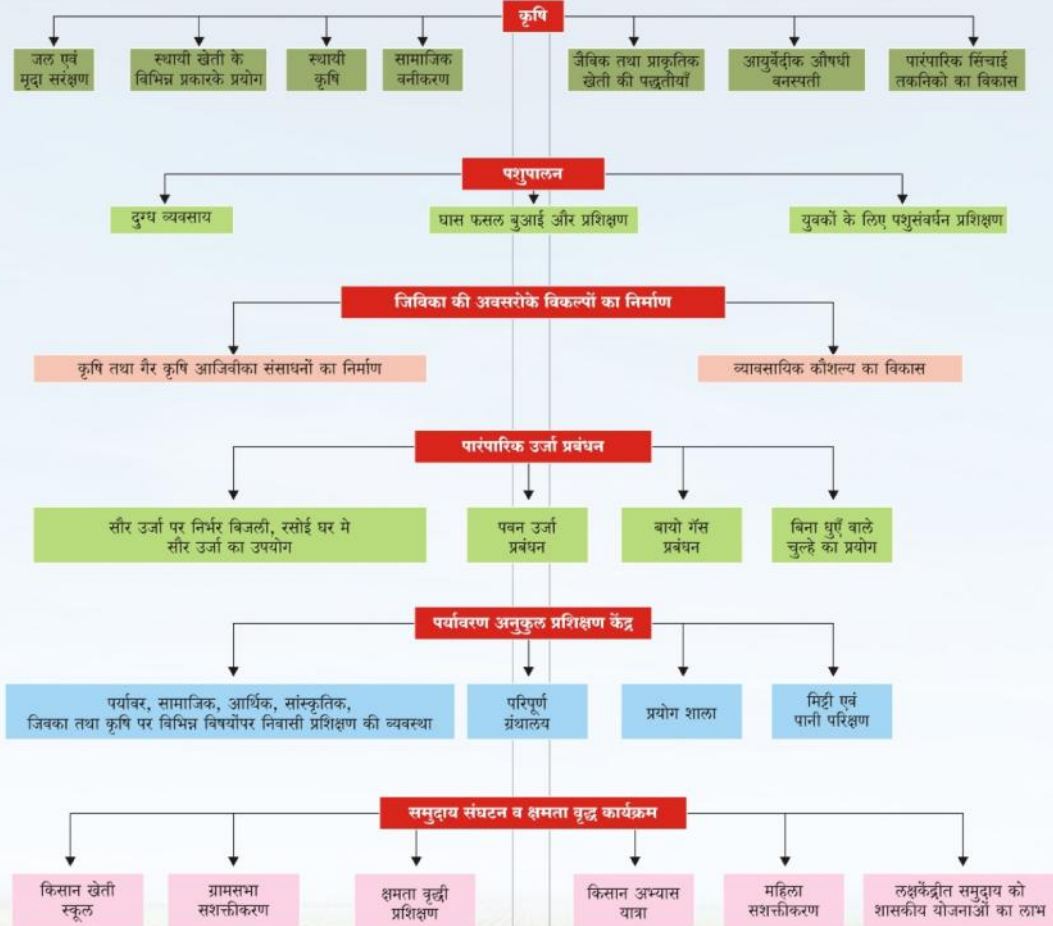 कृषि
जल एवं
मृदा सरंक्षण
स्थायी खेती के
विभिन्न प्रकारके प्रयोग
स्थायी
कृषि
सामाजिक
वनीकरण
जैविक तथा प्राकृतिक
खेती की पद्धतीयाँ
आयुर्बेदीक औषधी
वनस्पती
पारंपारिक सिंचाई
तकनिको का विकास
पशुपालन
दुग्ध व्यवसाय
घास फसल बुआई और प्रशिक्षण
युवकों के लिए पशुसंवर्धन प्रशिक्षण
जिविका की अवसरोके विकल्पों का निर्माण
कृषि तथा गैर कृषि आजिवीका संसाधनों का निर्माण
व्यावसायिक कौशल्य का विकास
पारंपारिक उर्जा प्रबंधन
सौर उर्जा पर निर्भर बिजली, रसोई घर मे
सौर उर्जा का उपयोग
पवन उर्जा
प्रबंधन
बायो गॅस
प्रबंधन
बिना धुएँ वाले
चुल्हे का प्रयोग
पर्यावरण अनुकुल प्रशिक्षण केंद्र
पर्यावर, सामाजिक, आर्थिक, सांस्कृतिक,
जिवका तथा कृषि पर विभिन्न विषयोंपर निवासी प्रशिक्षण की व्यवस्था
परिपूर्ण
ग्रंथालय
प्रयोग शाला
मिट्टी एवं
पानी परिक्षण
समुदाय संघटन व क्षमता वृद्ध कार्यक्रम
किसान खेती
स्कूल
ग्रामसभा
सशक्तीकरण
क्षमता वृद्धी
प्रशिक्षण
किसान अभ्यास
यात्रा
महिला
सशक्तीकरण
लक्षकेंद्रीत समुदाय को
शासकीय योजनाओं का लाभ